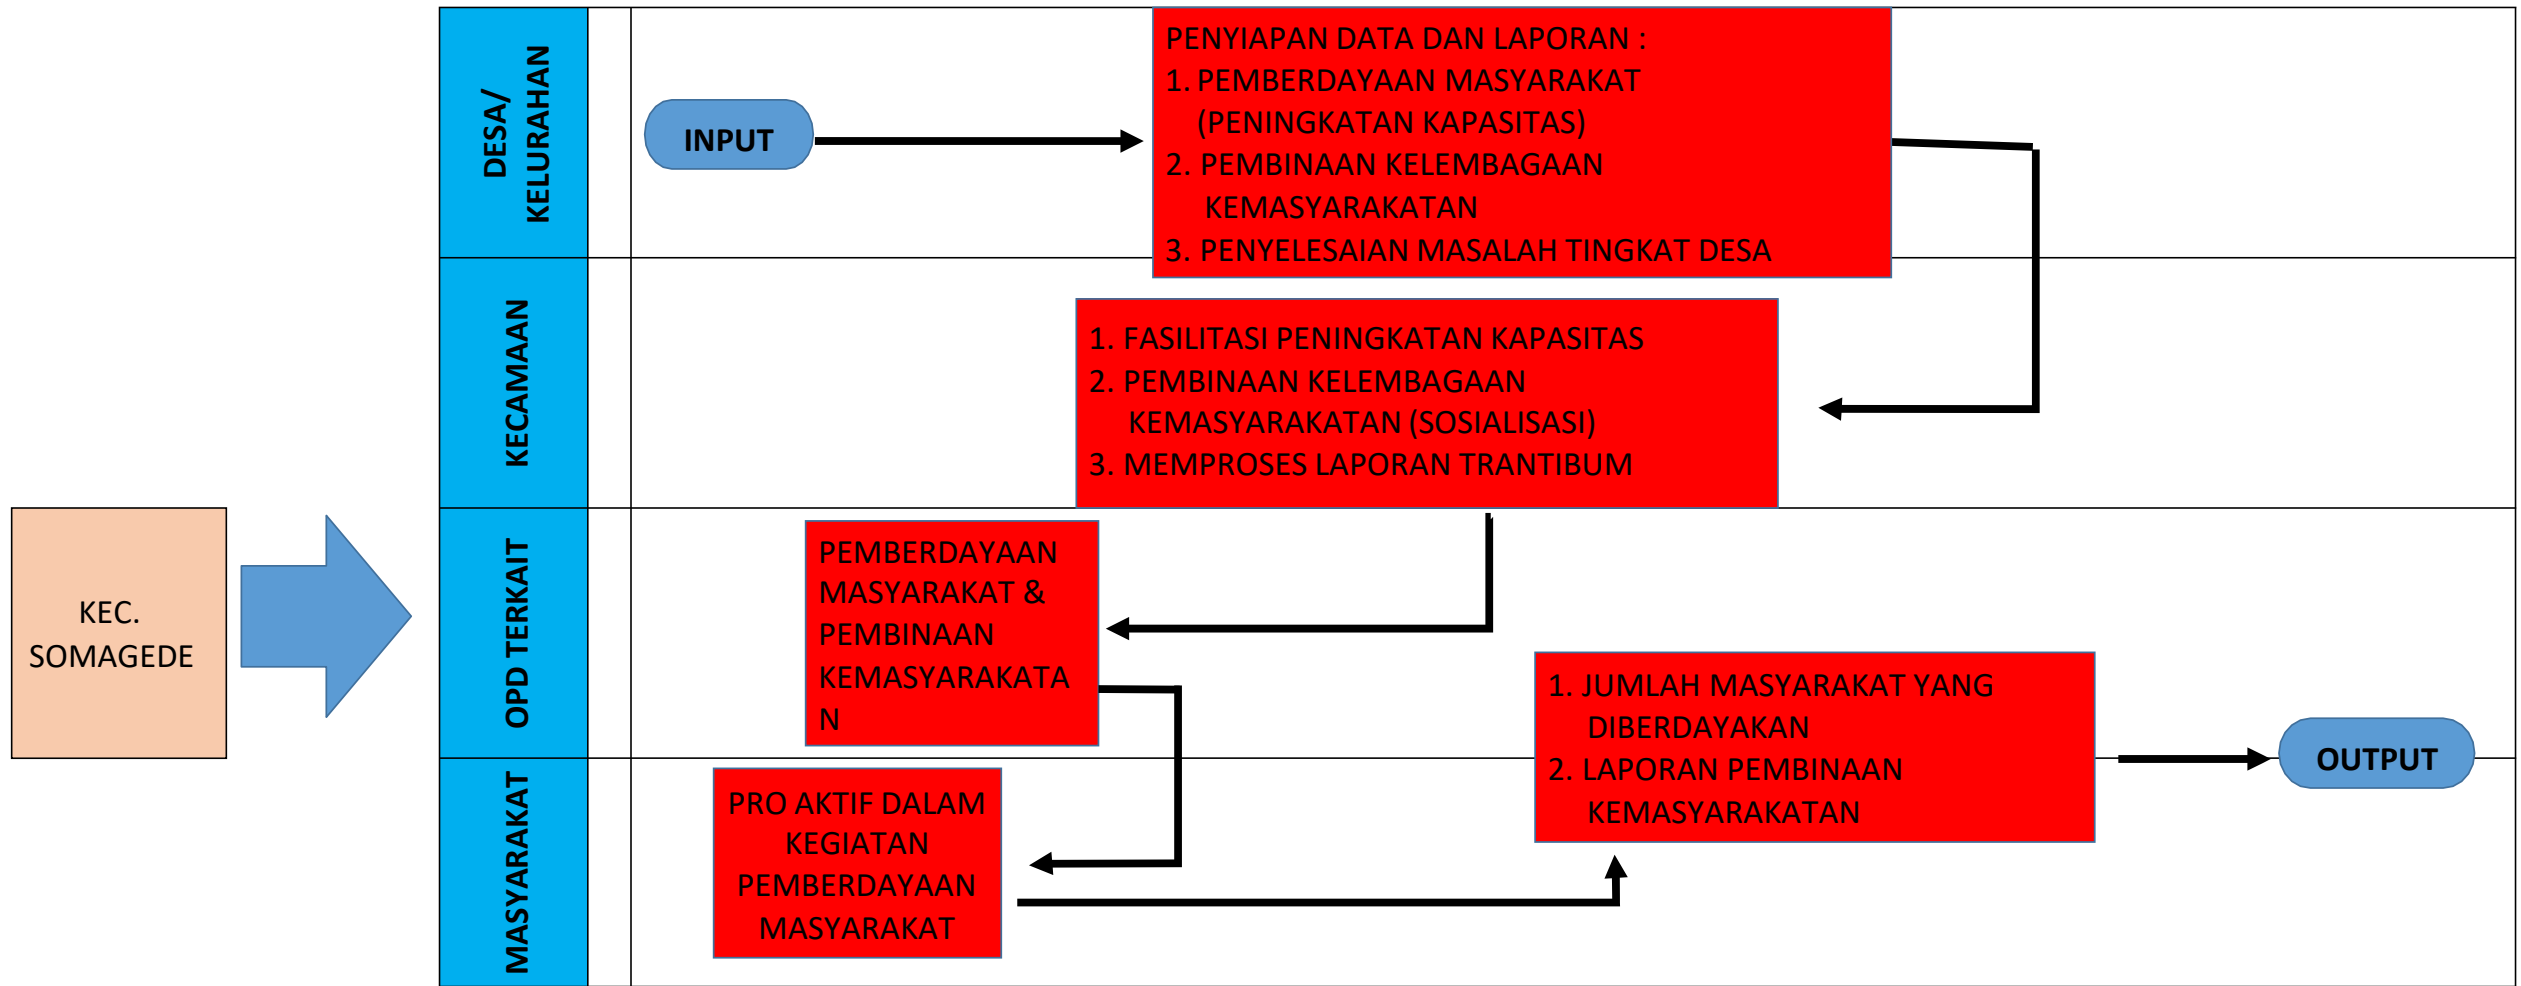 DESA/
KELURAHAN
INPUT
PENYIAPAN DATA DAN LAPORAN :
1. PEMBERDAYAAN MASYARAKAT
(PENINGKATAN KAPASITAS)
2. PEMBINAAN KELEMBAGAAN
KEMASYARAKATAN
3. PENYELESAIAN MASALAH TINGKAT DESA
KECAMAAN
1. FASILITASI PENINGKATAN KAPASITAS
2. PEMBINAAN KELEMBAGAAN
KEMASYARAKATAN (SOSIALISASI)
3. MEMPROSES LAPORAN TRANTIBUM
KEC.
SOMAGEDE
OPD TERKAIT
PEMBERDAYAAN
MASYARAKAT &
PEMBINAAN
KEMASYARAKATA
N
1. JUMLAH MASYARAKAT YANG
DIBERDAYAKAN
2. LAPORAN PEMBINAAN
KEMASYARAKATAN
OUTPUT
MASYARAKAT
PRO AKTIF DALAM
KEGIATAN
PEMBERDAYAAN
MASYARAKAT